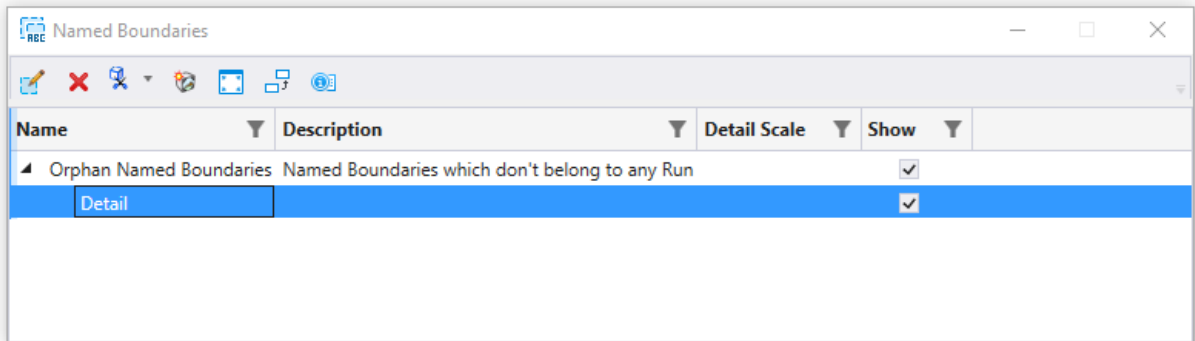 ABC Named Boundaries
Name Description Detail Scale Show
Orphan Named Boundaries Named Boundaries which don't belong to any Run
Detail